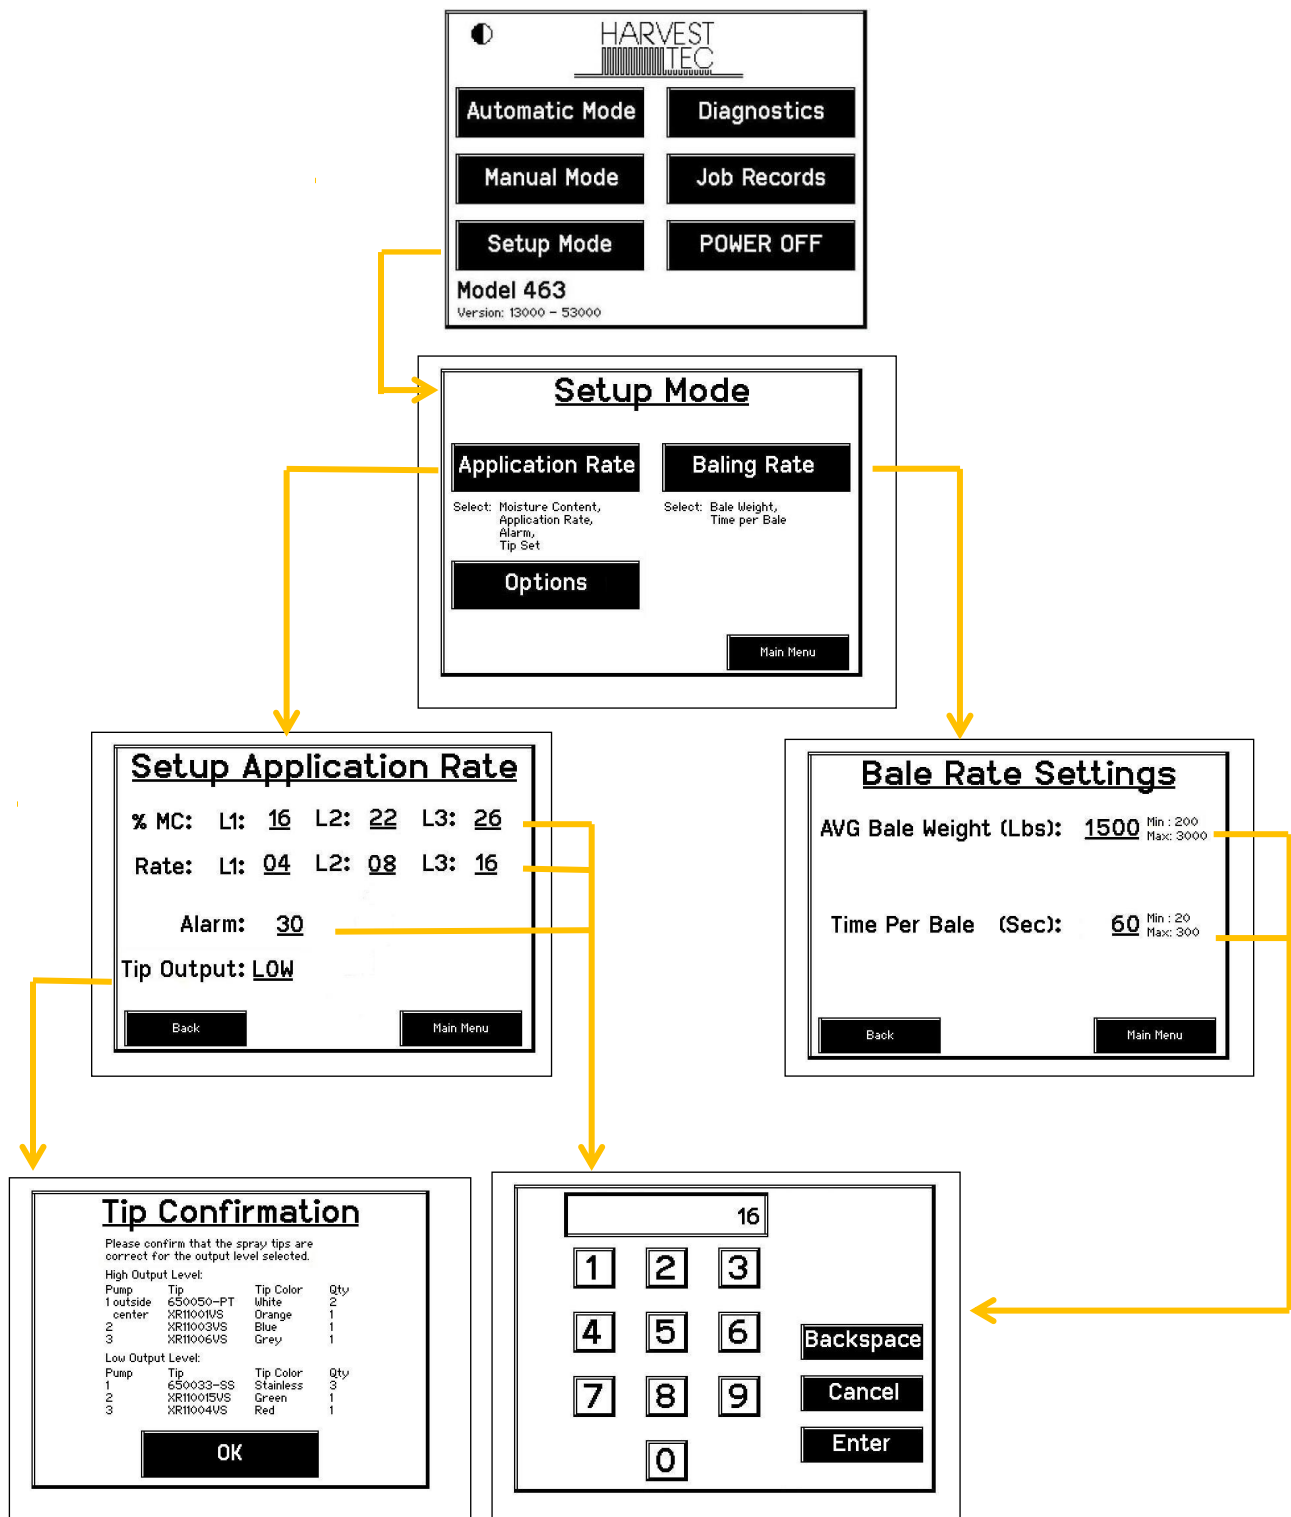 HARVEST
TEC
Automatic Mode
Diagnostics
Manual Mode
Job Records
Setup Mode
POWER OFF
Model 463
Version: 13000 - 53000
Setup Mode
Application Rate
Baling Rate
Select: Moisture Content,
Application Rate,
Alarm,
Tip Set
Select: Bale Weight,
Time per Bale
Options
Main Menu
Setup Application Rate
% MC: L1: 16 L2: 22 L3: 26
Rate: L1: 04 L2: 08 L3: 16
Alarm: 30
Tip Output: LOW
Back
Main Menu
Bale Rate Settings
AVG Bale Weight (Lbs): 1500 Min : 200
Max: 3000
Time Per Bale (Sec): 60 Min : 20
Max: 300
Back
Main Menu
Tip Confirmation
Please confirm that the spray tips are
correct for the output level selected.
High Output Level:
Pump Tip Tip Color Qty
1 outside 650050-PT White 2
center XR11001VS Orange 1
2 XR11003VS Blue 1
3 XR11006VS Grey 1
Low Output Level:
Pump Tip Tip Color Qty
1 650033-SS Stainless 3
2 XR110015VS Green 1
3 XR11004VS Red 1
OK
16
1 2 3
4 5 6
7 8 9
0
Backspace
Cancel
Enter